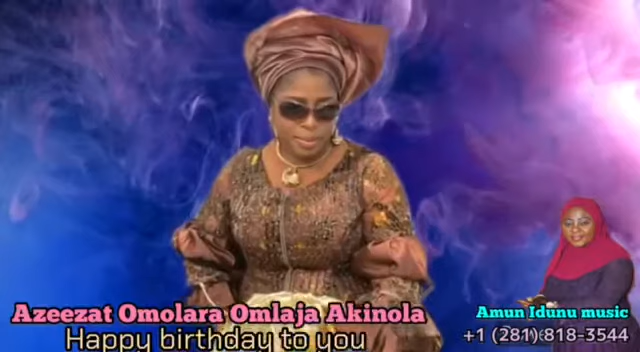 Azeezat Omolara Omlaja Akinola
Happy birthday to you
Amun Idunu music
+1 (281) 818-3544